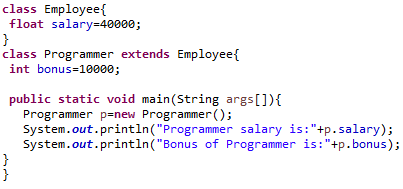 class Employee{
 float salary=40000;
}
class Programmer extends Employee{
 int bonus=10000;

 public static void main(String args[]){
   Programmer p=new Programmer();
   System.out.println("Programmer salary is:"+p.salary);
   System.out.println("Bonus of Programmer is:"+p.bonus);
}
}